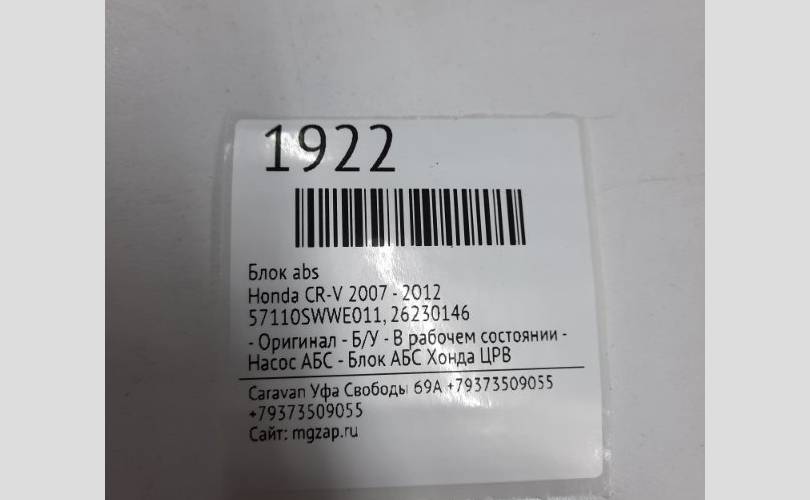 1922
Блок abs
Honda CR-V 2007 - 2012
57110SWWE011, 26230146
- Оригинал - Б/У - В рабочем состоянии -
Насос АБС - Блок АБС Хонда ЦРВ
Caravan Уфа Свободы 69А +79373509055
+79373509055
Сайт: mgzap.ru